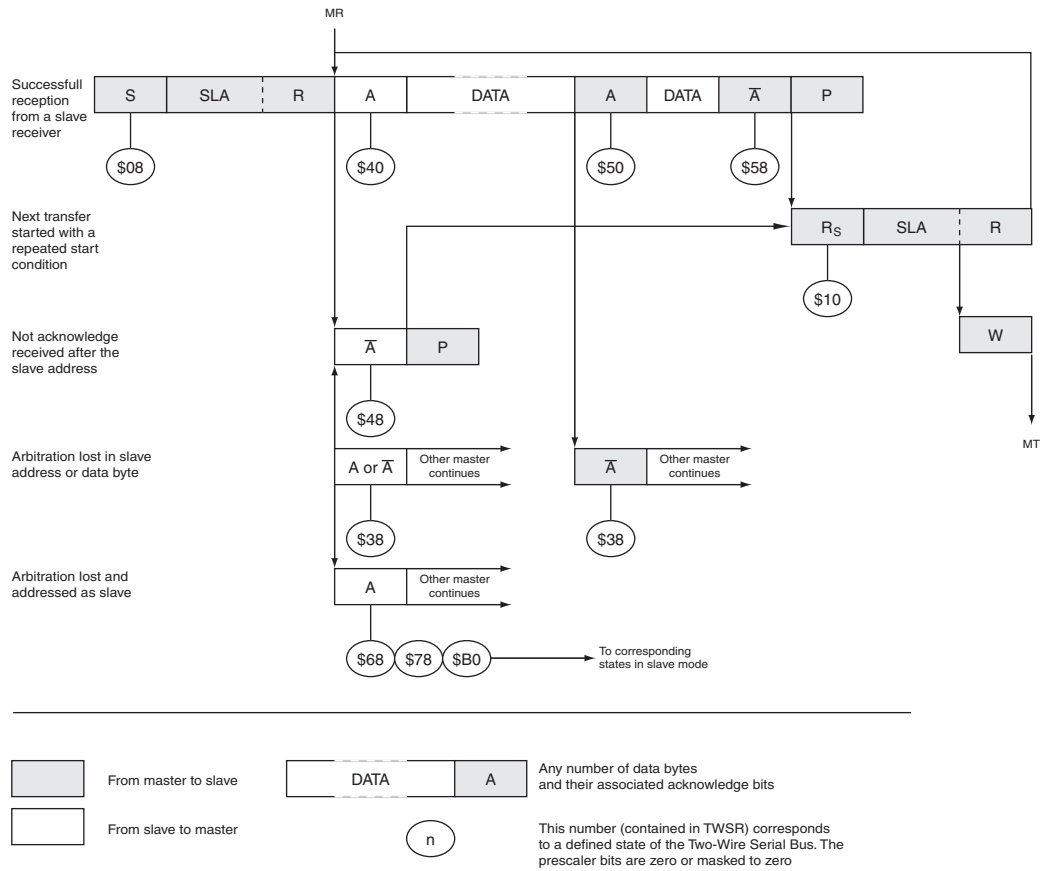 MR
Successfull
reception
from a slave
receiver
S SLA R A DATA A DATA A̅ P
$08 $40 $50 $58
Next transfer
started with a
repeated start
condition
RS SLA R
$10
Not acknowledge
received after the
slave address
A̅ P
W
$48
MT
Arbitration lost in slave
address or data byte
A or A̅
Other master
continues
A̅
Other master
continues
$38 $38
Arbitration lost and
addressed as slave
A
Other master
continues
$68 $78 $B0
To corresponding
states in slave mode
From master to slave
DATA A
Any number of data bytes
and their associated acknowledge bits
From slave to master
n
This number (contained in TWSR) corresponds
to a defined state of the Two-Wire Serial Bus. The
prescaler bits are zero or masked to zero